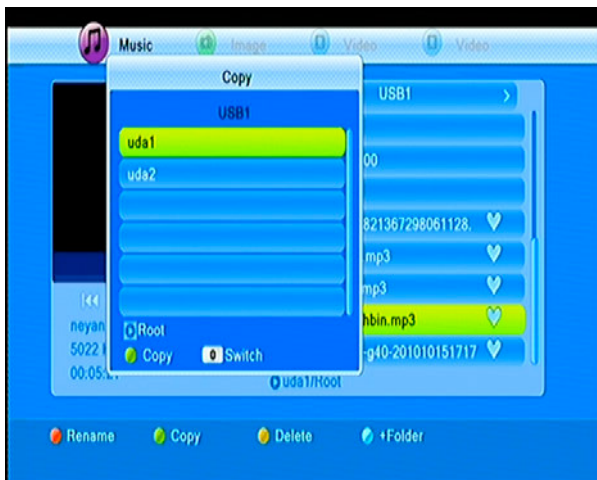 Music Image Video Video
Copy
USB1
USB1
uda1
uda2
00
821367298061128.
.mp3
mp3
hbin.mp3
-g40-201010151717
Root
Copy 0 Switch
neyan
5022
00:05:
uda1/Root
Rename Copy Delete +Folder